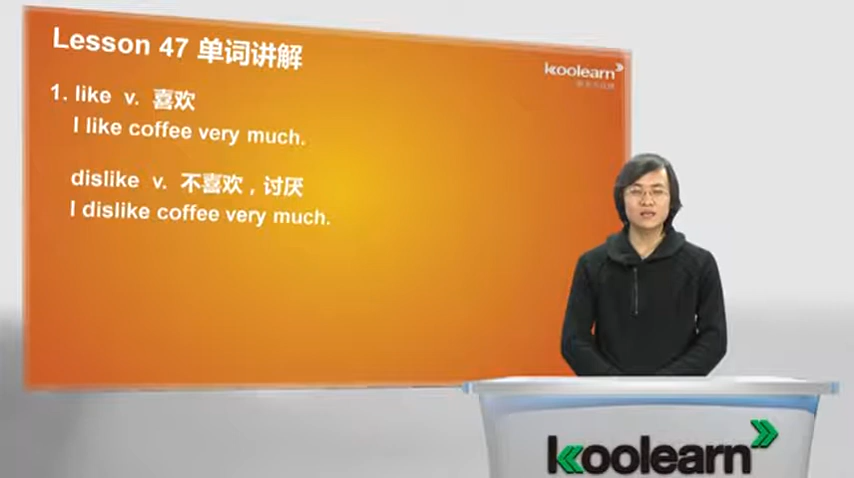 Lesson 47 单词讲解
koolearn
1. like v. 喜欢
I like coffee very much.
dislike v. 不喜欢，讨厌
I dislike coffee very much.
koolearn